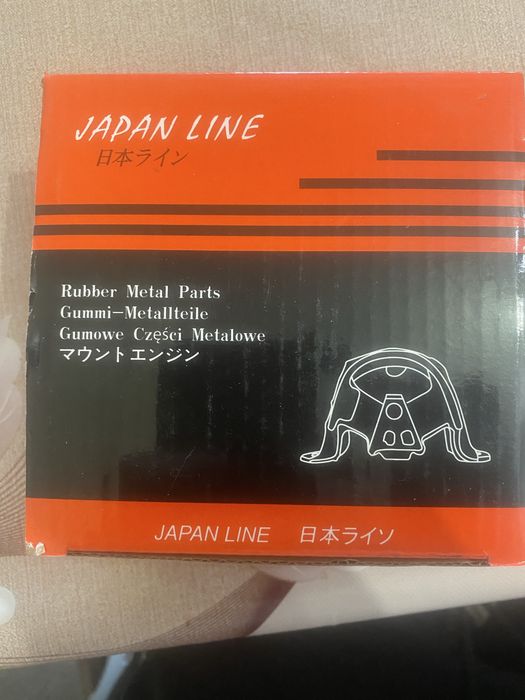 JAPAN LINE
日本ライン
Rubber Metal Parts
Gummi-Metallteile
Gumowe Części Metalowe
マウントエンジン
JAPAN LINE 日本ライソ